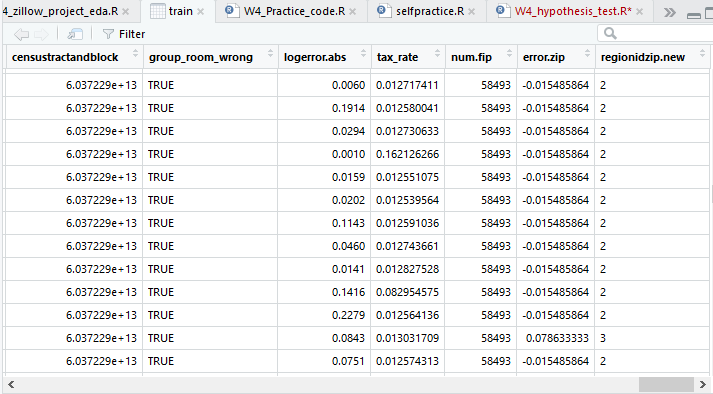 4_zillow_project_eda.R train W4_Practice_code.R selfpractice.R W4_hypothesis_test.R*
Filter
censustractandblock group_room_wrong logerror.abs tax_rate num.fip error.zip regionidzip.new
6.037229e+13 TRUE 0.0060 0.012717411 58493 -0.015485864 2
6.037229e+13 TRUE 0.1914 0.012580041 58493 -0.015485864 2
6.037229e+13 TRUE 0.0294 0.012730633 58493 -0.015485864 2
6.037229e+13 TRUE 0.0010 0.162126266 58493 -0.015485864 2
6.037229e+13 TRUE 0.0159 0.012551075 58493 -0.015485864 2
6.037229e+13 TRUE 0.0202 0.012539564 58493 -0.015485864 2
6.037229e+13 TRUE 0.1143 0.012591036 58493 -0.015485864 2
6.037229e+13 TRUE 0.0460 0.012743661 58493 -0.015485864 2
6.037229e+13 TRUE 0.0141 0.012827528 58493 -0.015485864 2
6.037229e+13 TRUE 0.1416 0.082954575 58493 -0.015485864 2
6.037229e+13 TRUE 0.2279 0.012564136 58493 -0.015485864 2
6.037229e+13 TRUE 0.0843 0.013031709 58493 0.078633333 3
6.037229e+13 TRUE 0.0751 0.012574313 58493 -0.015485864 2